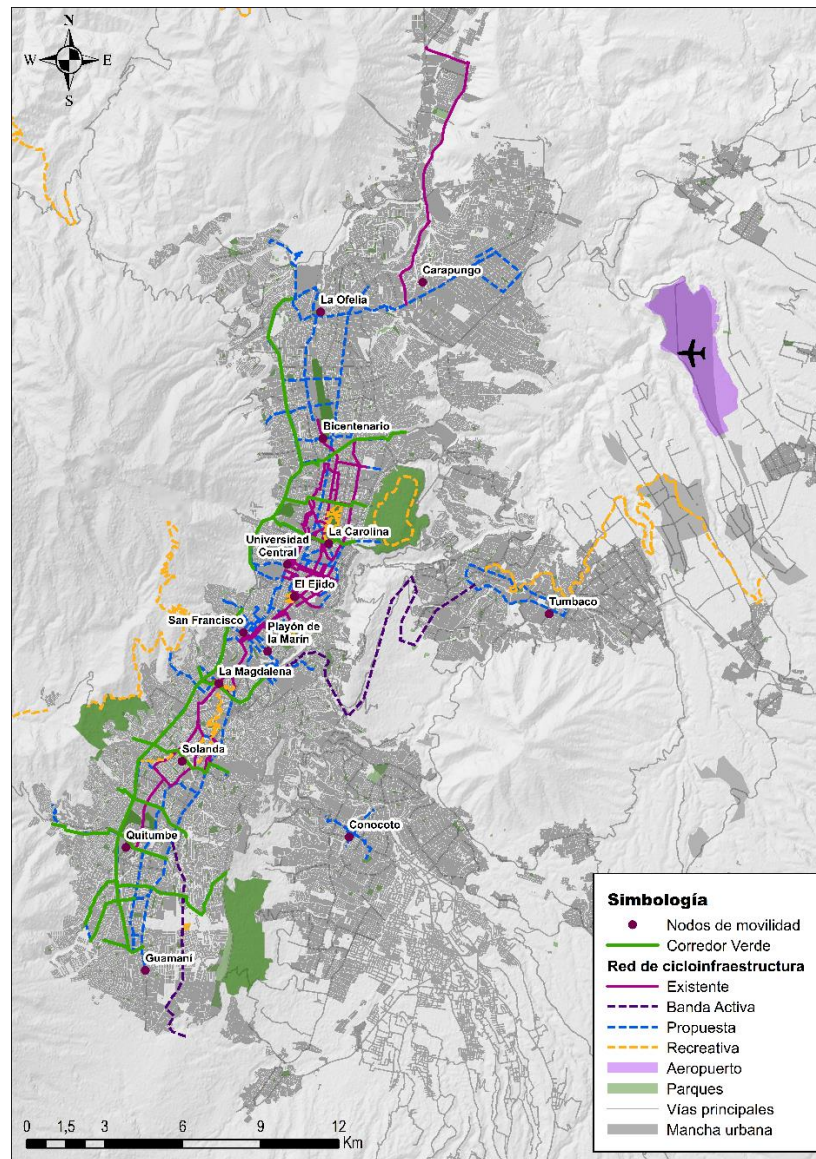 N
W E
S
Carapungo
La Ofelia
Bicentenario
La Carolina
Universidad
Central
El Ejido
Tumbaco
San Francisco
Playón de
la Marín
La Magdalena
Solanda
Conocoto
Quitumbe
Guamaní
Simbología
Nodos de movilidad
Corredor Verde
Red de cicloinfraestructura
Existente
Banda Activa
Propuesta
Recreativa
Aeropuerto
Parques
Vías principales
Mancha urbana
0 1,5 3 6 9 12
Km